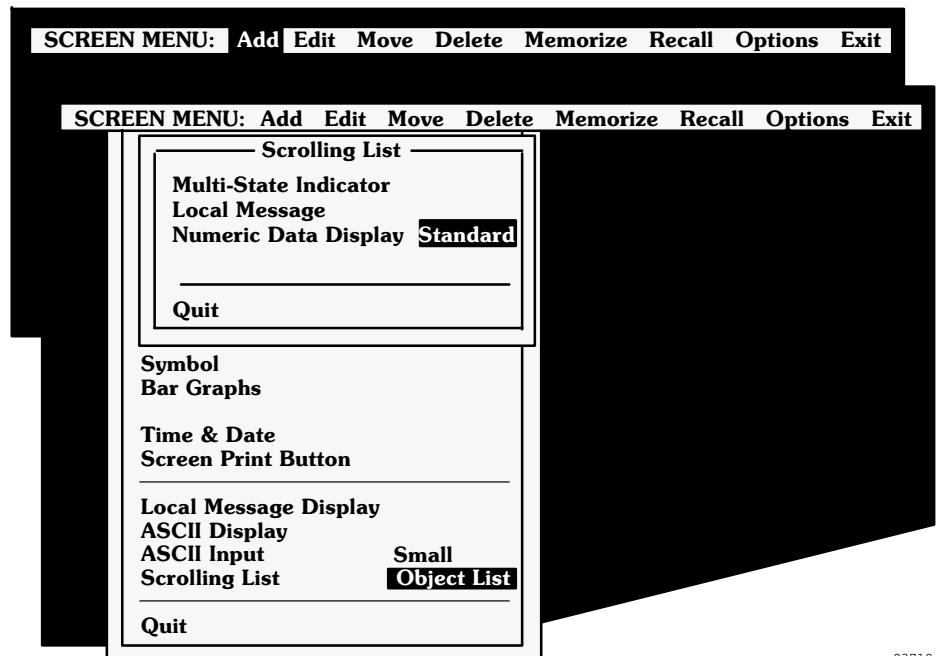 SCREEN MENU: Add Edit Move Delete Memorize Recall Options Exit
SCREEN MENU: Add Edit Move Delete Memorize Recall Options Exit
Scrolling List
Multi-State Indicator
Local Message
Numeric Data Display Standard
Quit
Symbol
Bar Graphs
Time & Date
Screen Print Button
Local Message Display
ASCII Display
ASCII Input Small
Scrolling List Object List
Quit